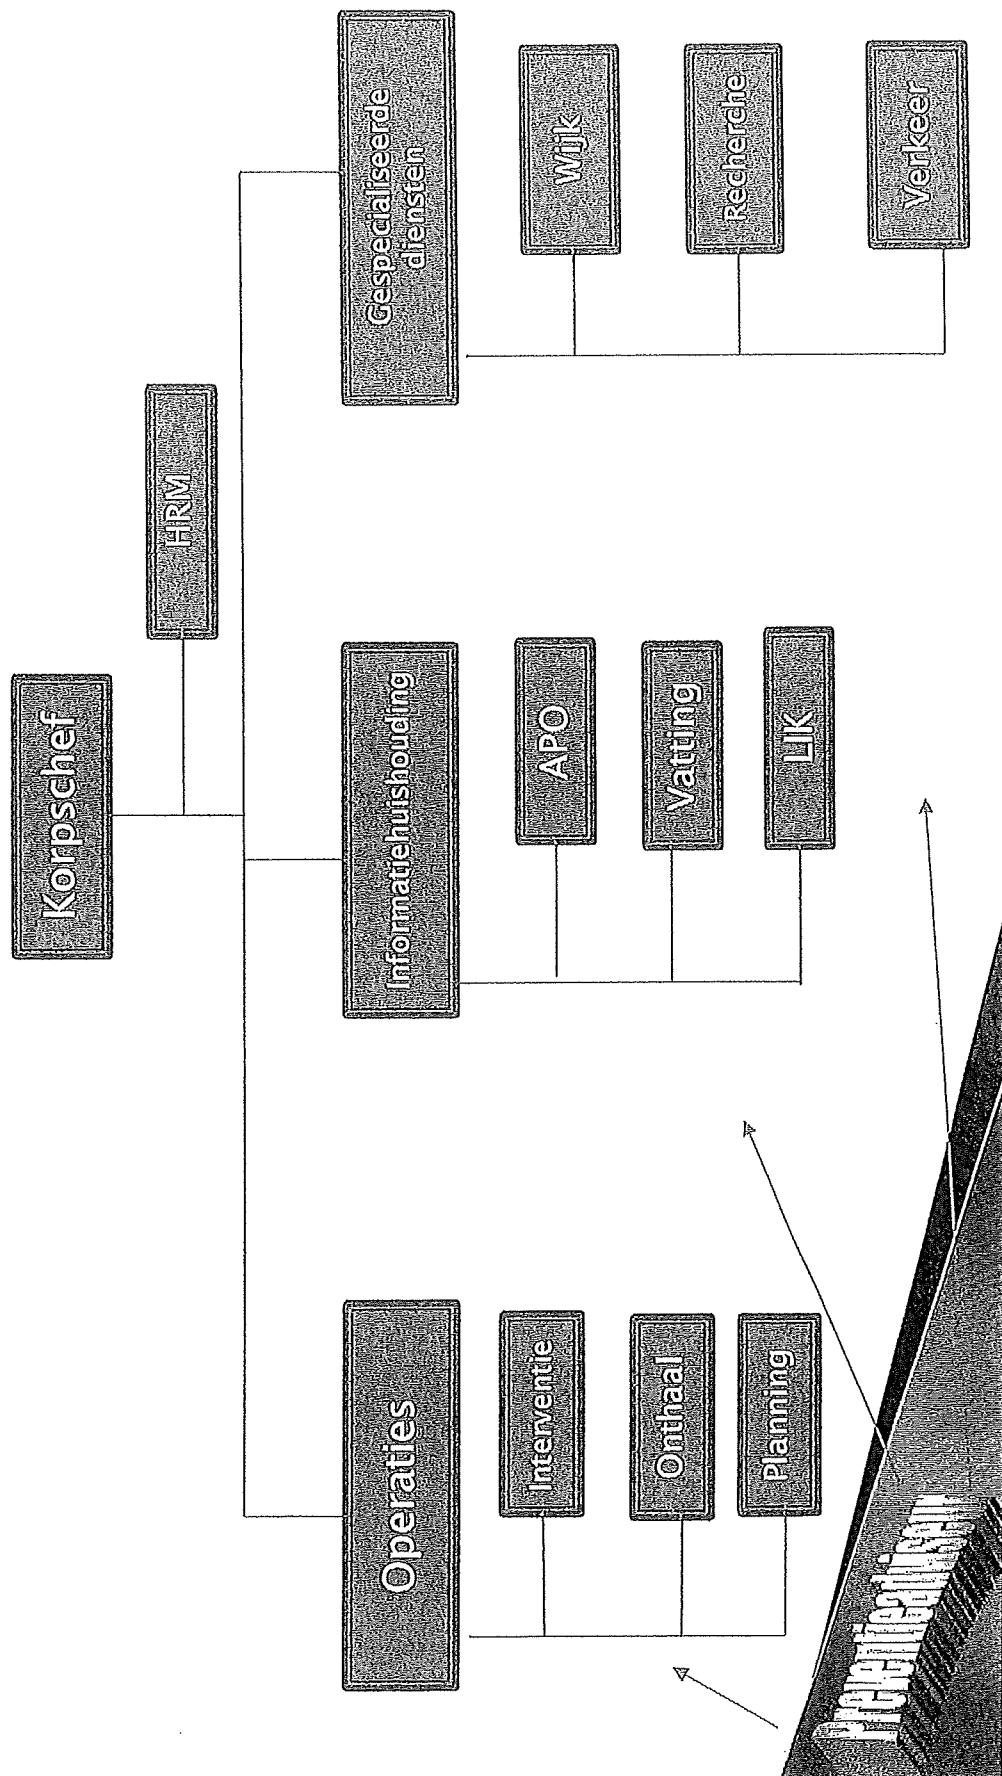 Korpschef
HRM
Operaties
Interventie
Onthaal
Planning
Informatiehuishouding
APO
Vatting
LIK
Gespecialiseerde
diensten
Wijk
Recherche
Verkeer